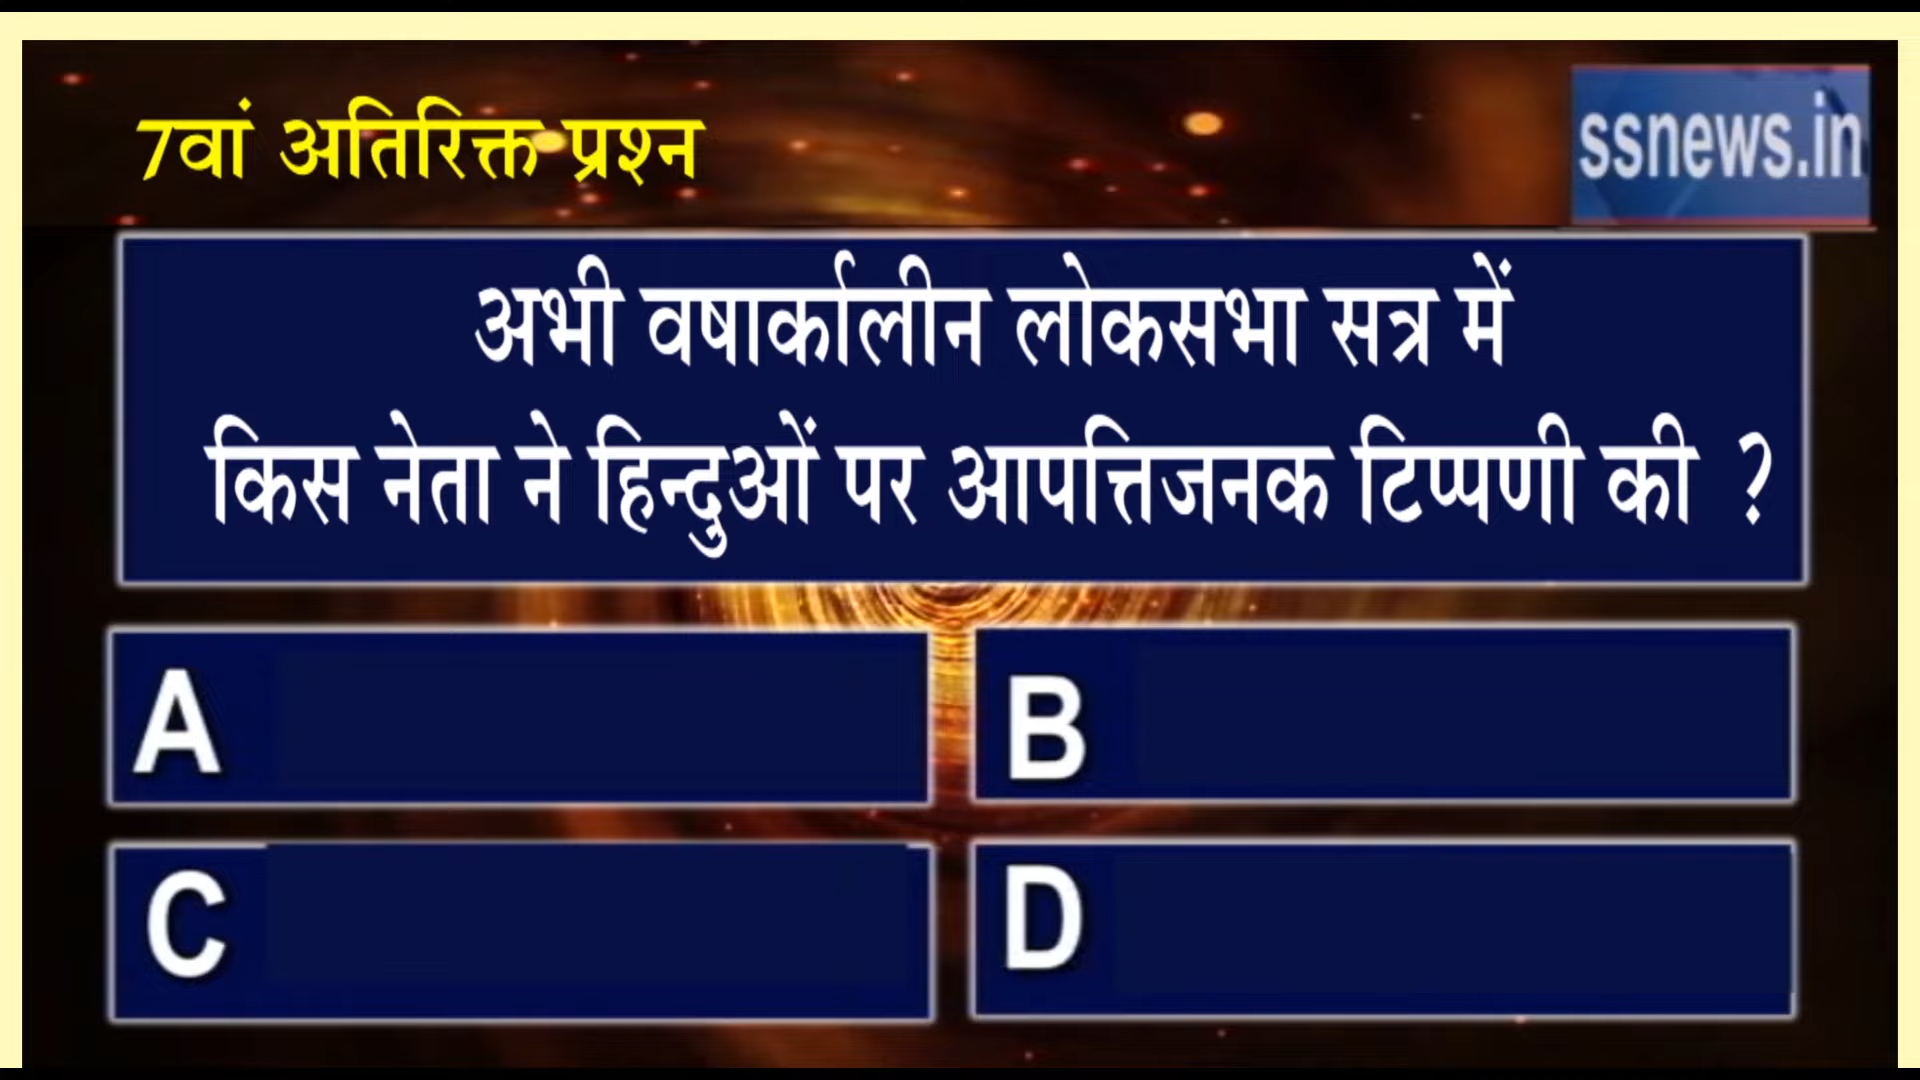 7वां अतिरिक्त प्रश्न
ssnews.in
अभी वषार्कालीन लोकसभा सत्र में
किस नेता ने हिन्दुओं पर आपत्तिजनक टिप्पणी की ?
A
B
C
D